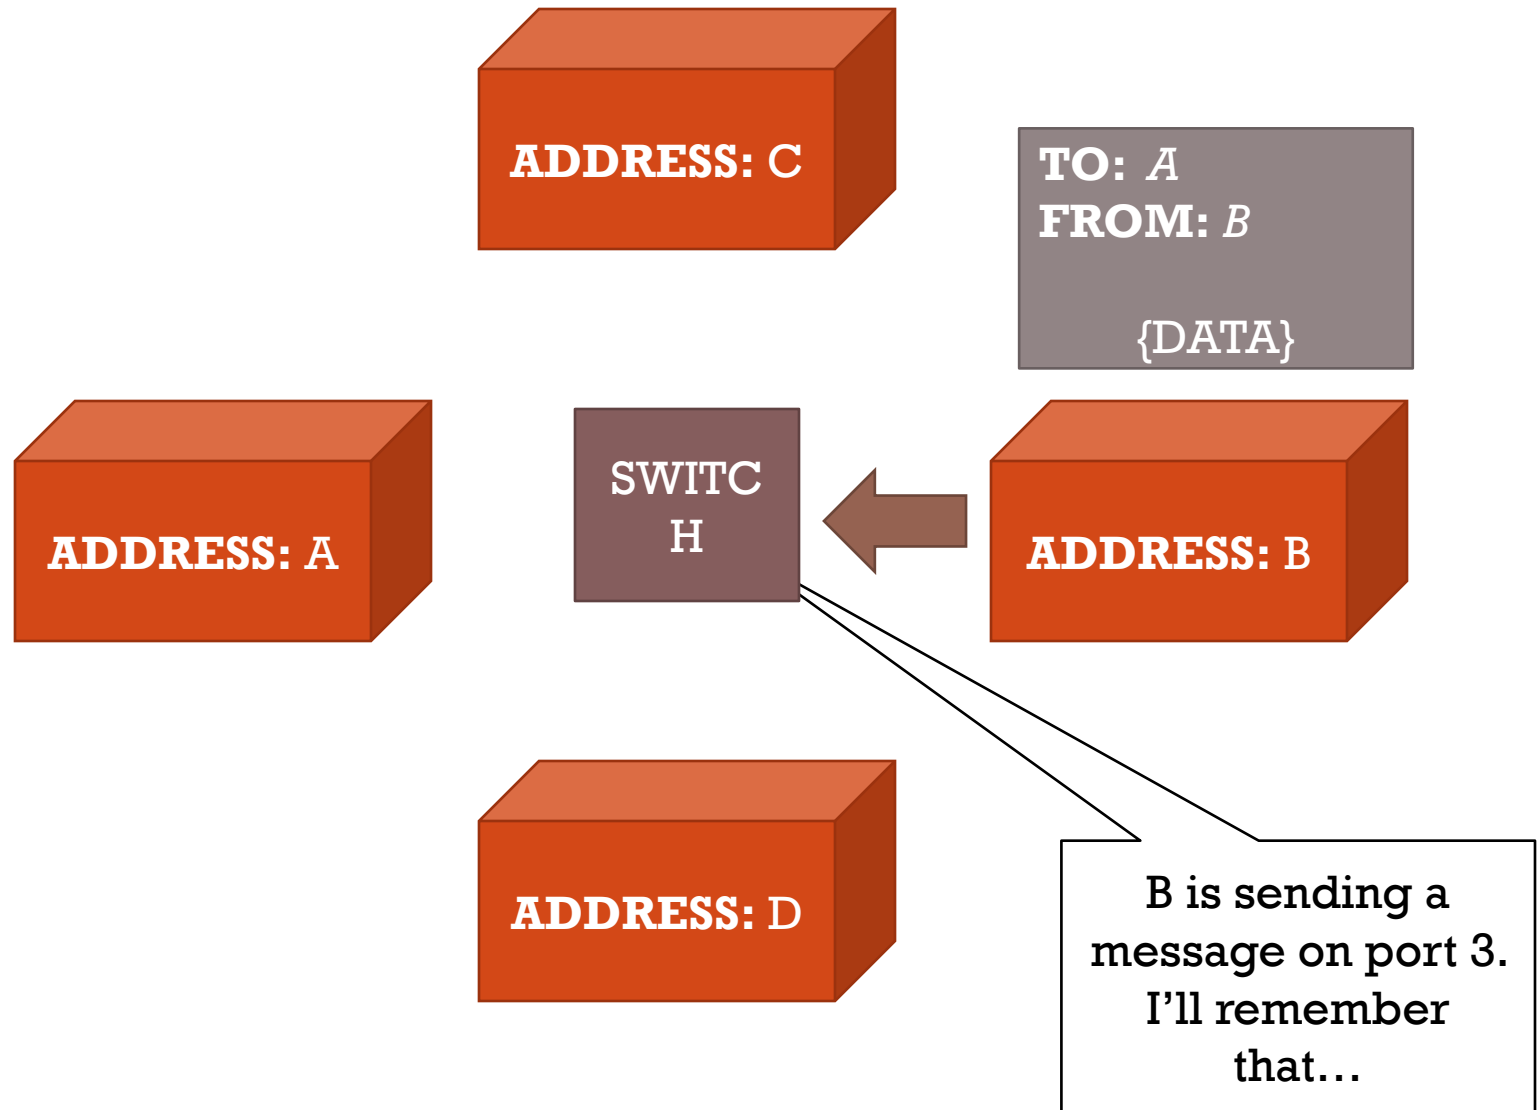 ADDRESS: C
TO: A
FROM: B
{DATA}
ADDRESS: A
SWITC
H
ADDRESS: B
ADDRESS: D
B is sending a
message on port 3.
I’ll remember
that…